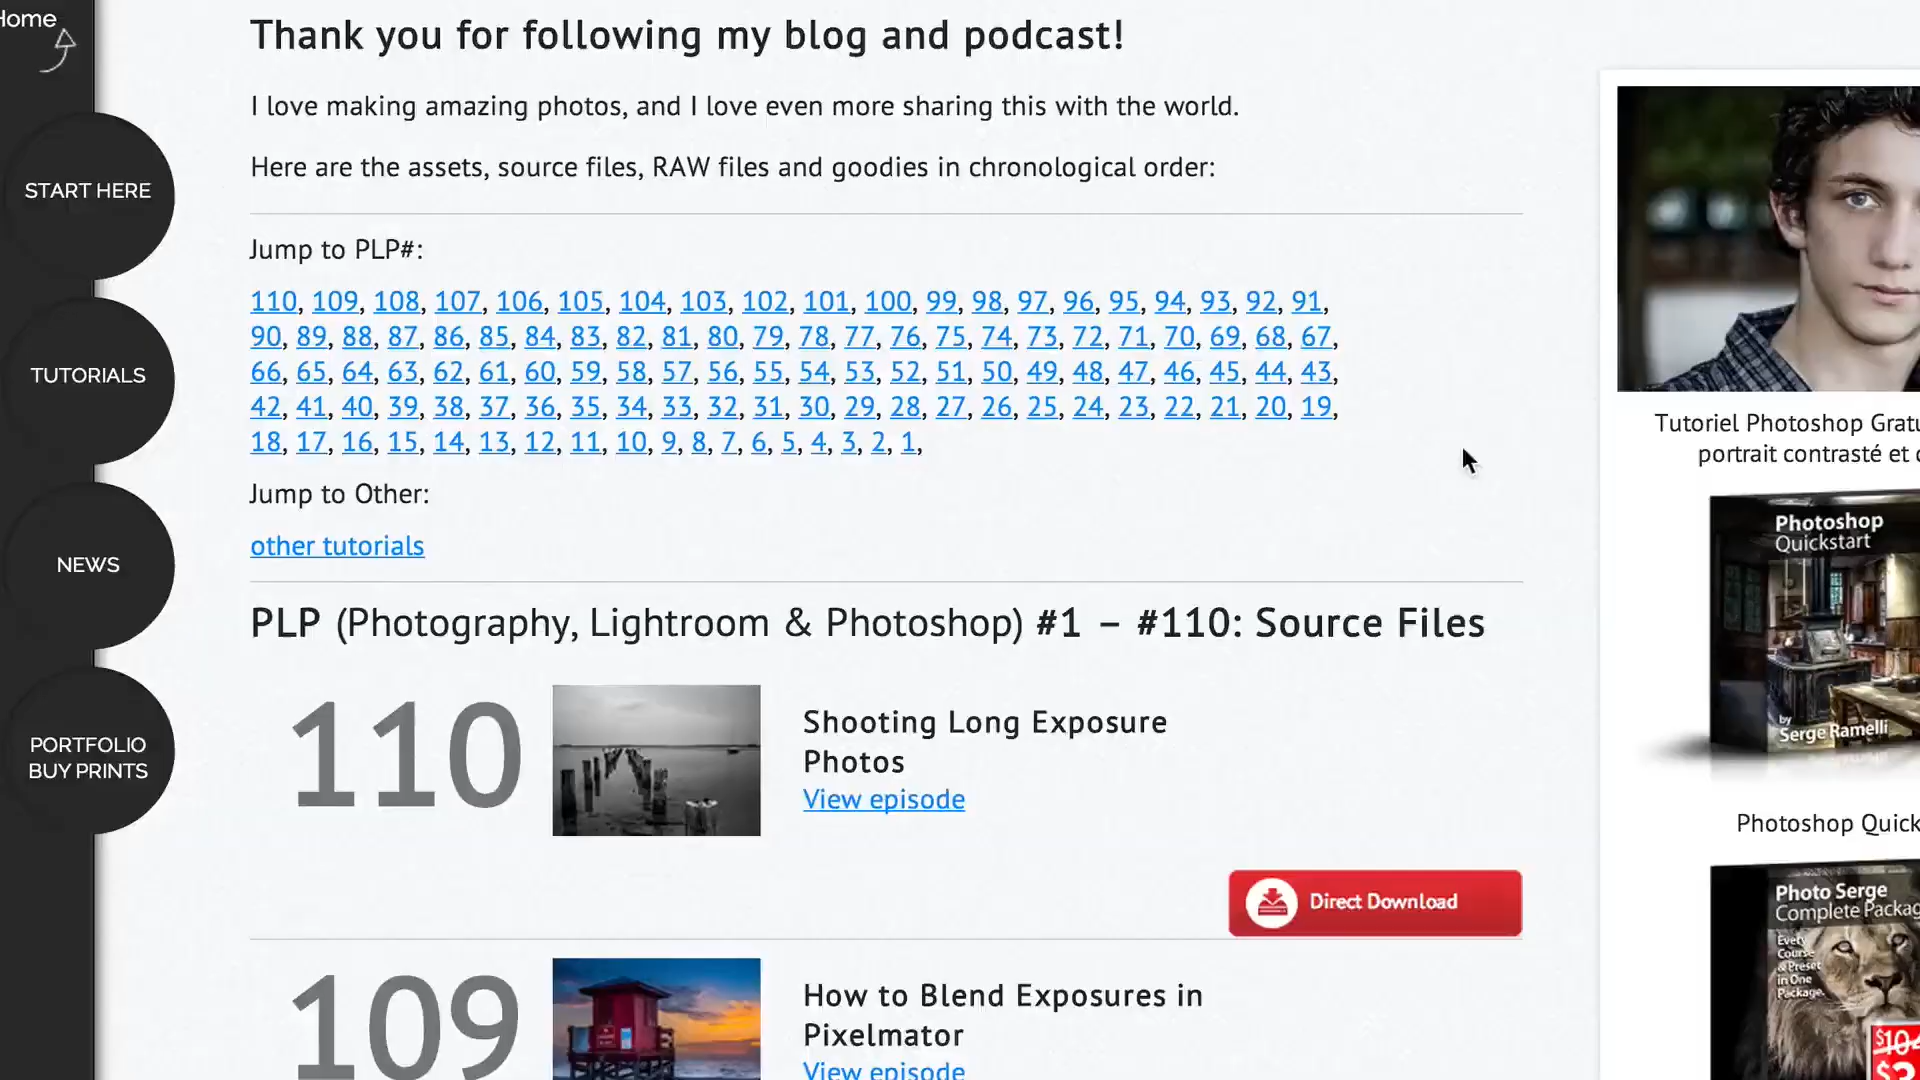 Home
START HERE
TUTORIALS
NEWS
PORTFOLIO
BUY PRINTS
Thank you for following my blog and podcast!
I love making amazing photos, and I love even more sharing this with the world.
Here are the assets, source files, RAW files and goodies in chronological order:
Jump to PLP#:
110, 109, 108, 107, 106, 105, 104, 103, 102, 101, 100, 99, 98, 97, 96, 95, 94, 93, 92, 91,
90, 89, 88, 87, 86, 85, 84, 83, 82, 81, 80, 79, 78, 77, 76, 75, 74, 73, 72, 71, 70, 69, 68, 67,
66, 65, 64, 63, 62, 61, 60, 59, 58, 57, 56, 55, 54, 53, 52, 51, 50, 49, 48, 47, 46, 45, 44, 43,
42, 41, 40, 39, 38, 37, 36, 35, 34, 33, 32, 31, 30, 29, 28, 27, 26, 25, 24, 23, 22, 21, 20, 19,
18, 17, 16, 15, 14, 13, 12, 11, 10, 9, 8, 7, 6, 5, 4, 3, 2, 1,
Jump to Other:
other tutorials
PLP (Photography, Lightroom & Photoshop) #1 – #110: Source Files
110
Shooting Long Exposure
Photos
View episode
Direct Download
109
How to Blend Exposures in
Pixelmator
View episode
Tutoriel Photoshop
portrait contrasté et
Photoshop
Quickstart
by
Serge Ramelli
Photoshop
Photo Serge
Complete
Every
Course
& Preset
in One
Package.